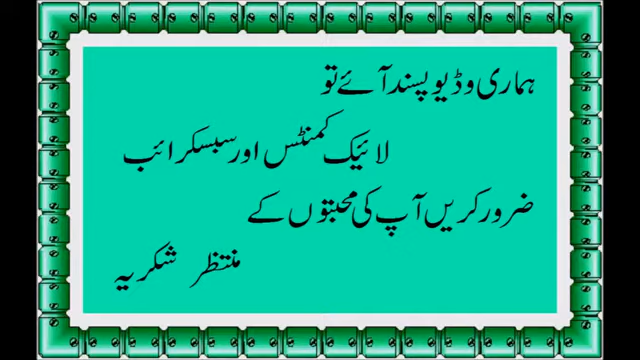 ہماری وڈیو پسند آئے تو
لائیک کمنٹس اور سبسکرائب
ضرور کریں آپ کی محبتوں کے
منتظر شکریہ